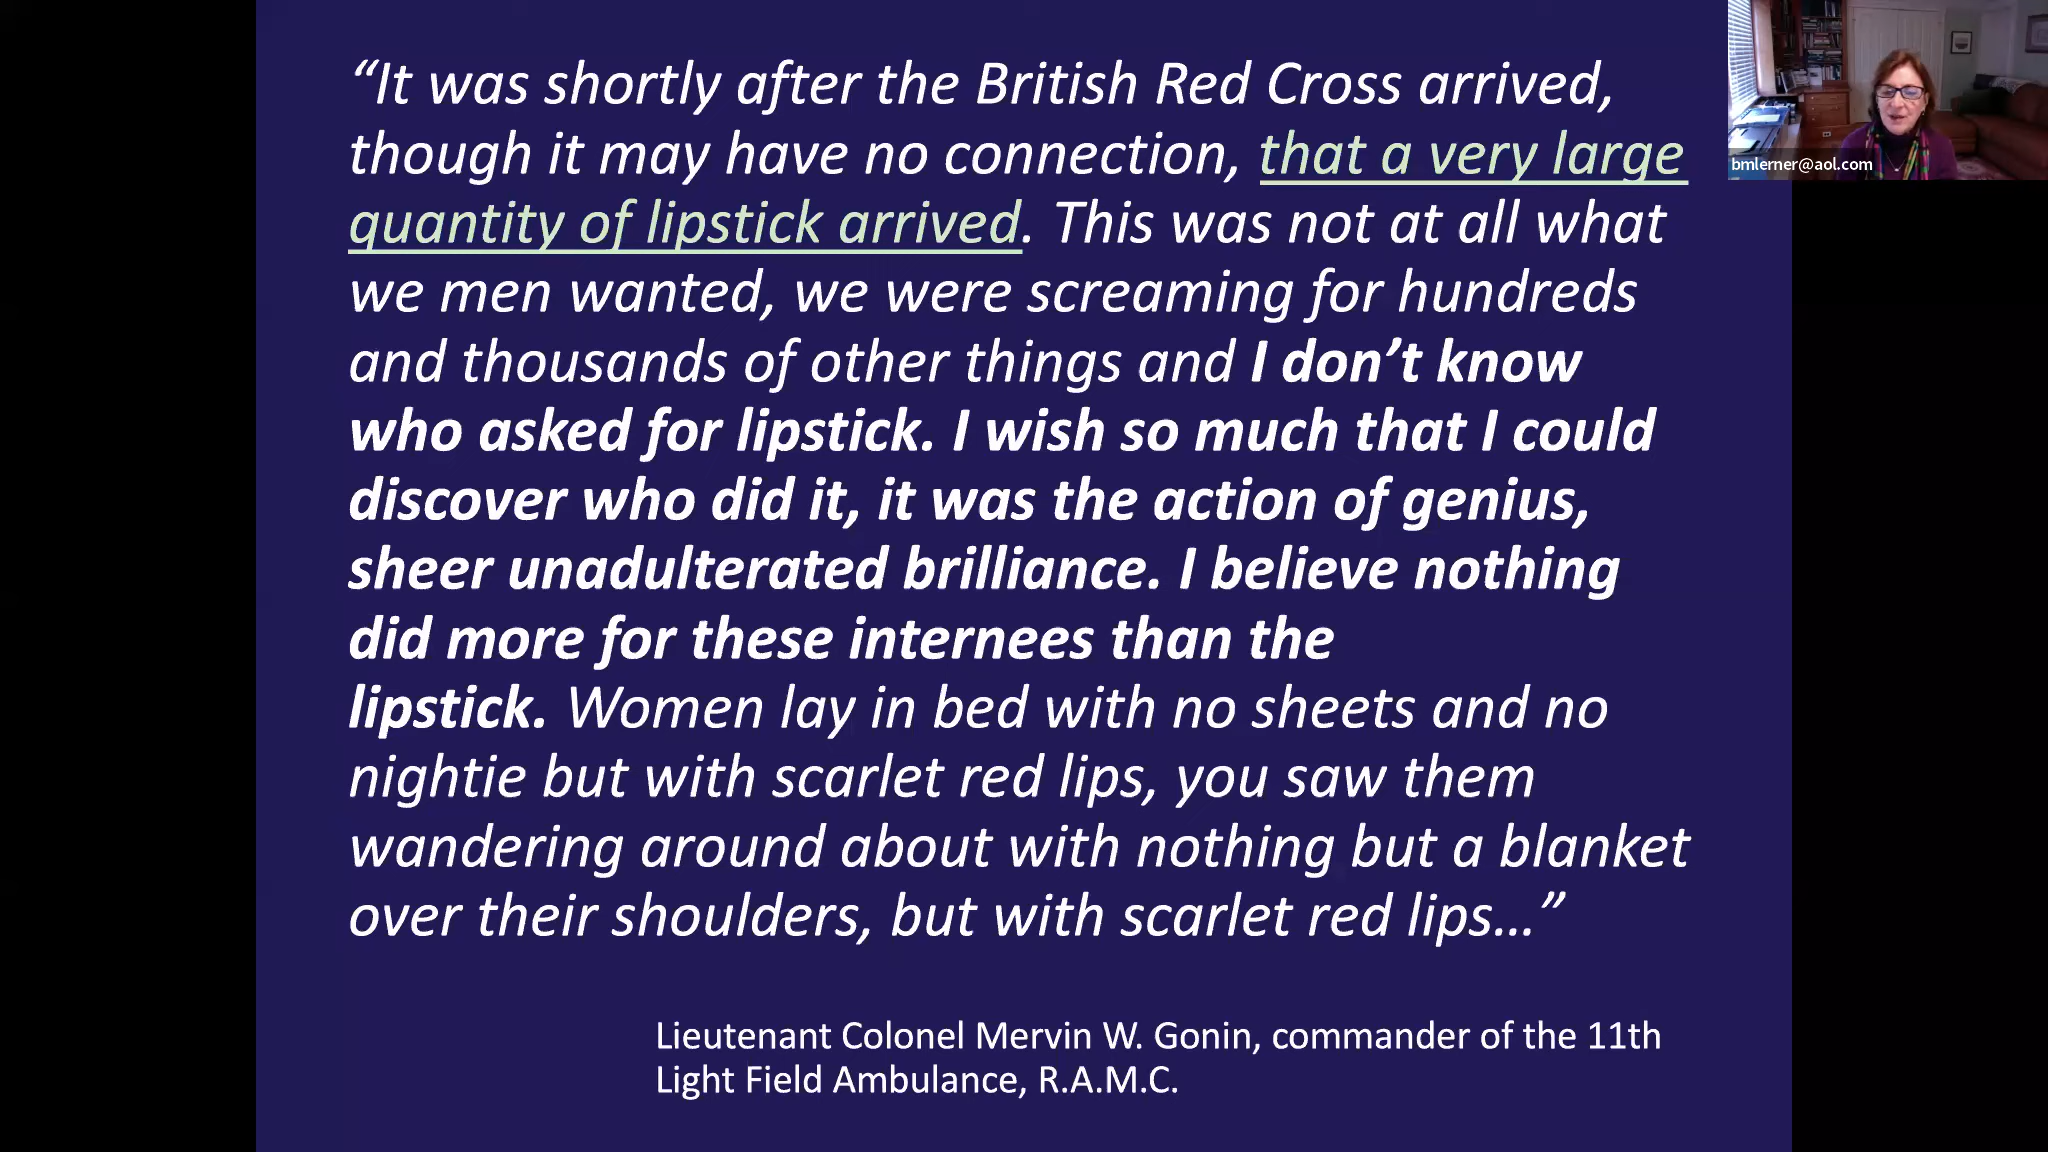 “It was shortly after the British Red Cross arrived,
though it may have no connection, that a very large
quantity of lipstick arrived. This was not at all what
we men wanted, we were screaming for hundreds
and thousands of other things and I don’t know
who asked for lipstick. I wish so much that I could
discover who did it, it was the action of genius,
sheer unadulterated brilliance. I believe nothing
did more for these internees than the
lipstick. Women lay in bed with no sheets and no
nightie but with scarlet red lips, you saw them
wandering around about with nothing but a blanket
over their shoulders, but with scarlet red lips…”
Lieutenant Colonel Mervin W. Gonin, commander of the 11th
Light Field Ambulance, R.A.M.C.
bmlerner@aol.com